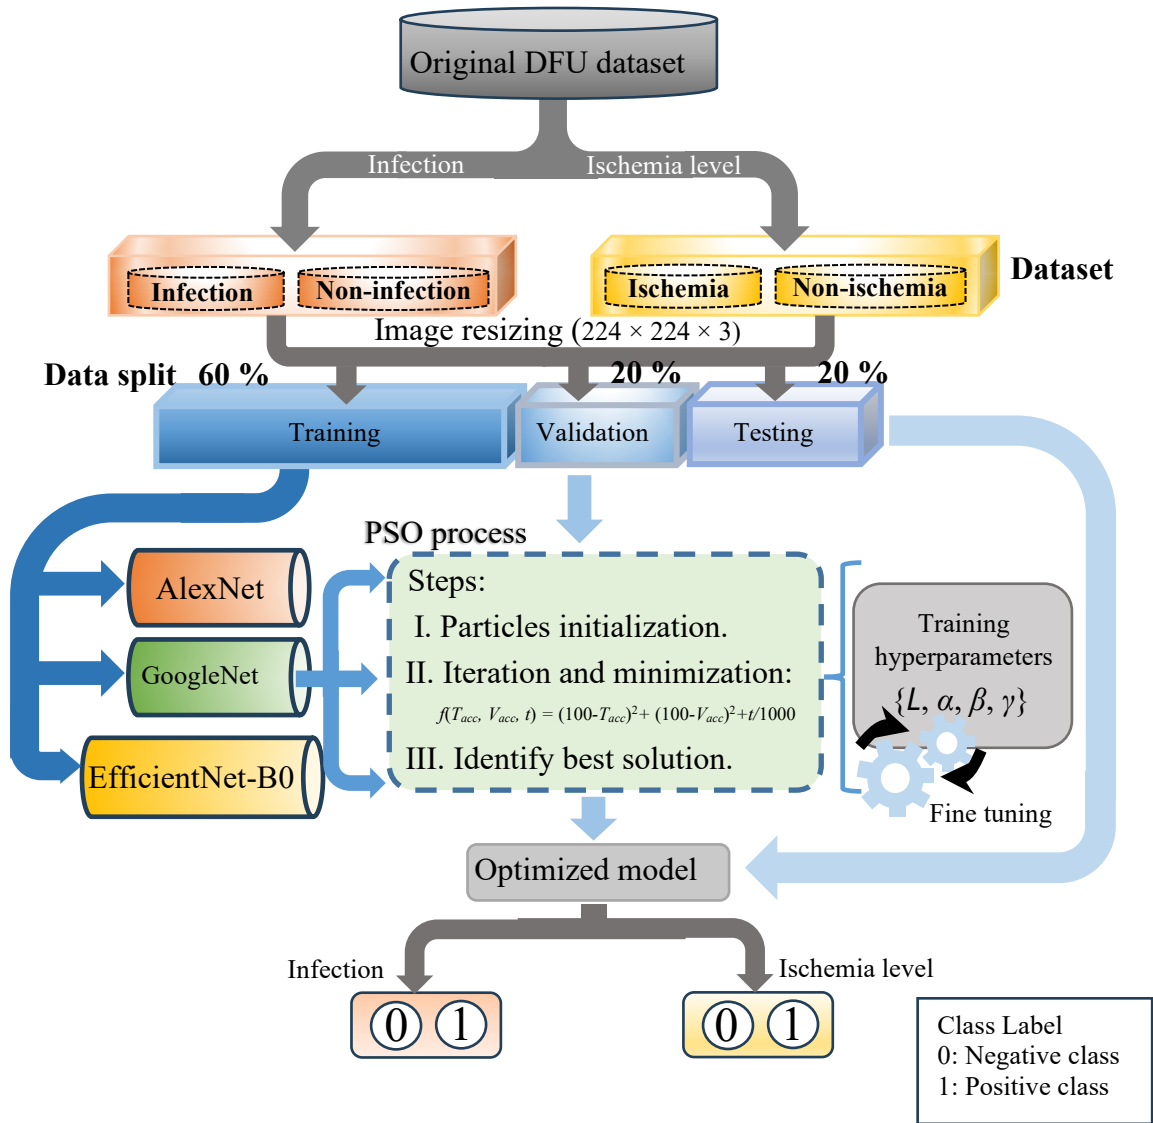 Original DFU dataset
Infection
Ischemia level
Infection
Non-infection
Ischemia
Non-ischemia
Dataset
Image resizing (224 × 224 × 3)
Data split 60 %
20 %
20 %
Training
Validation
Testing
PSO process
AlexNet
GoogleNet
EfficientNet-B0
Steps:
I. Particles initialization.
II. Iteration and minimization:
f(Tacc, Vacc, t) = (100-Tacc)²+ (100-Vacc)²+t/1000
III. Identify best solution.
Training
hyperparameters
{L, α, β, γ}
Fine tuning
Optimized model
Infection
Ischemia level
0 1
0 1
Class Label
0: Negative class
1: Positive class